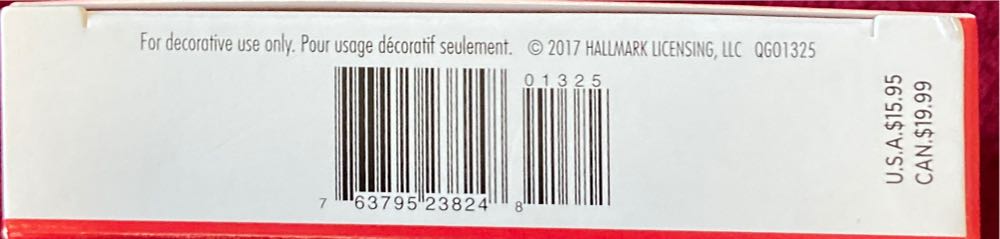 For decorative use only. Pour usage décoratif seulement. © 2017 HALLMARK LICENSING, LLC QGO1325
01325
7 63795 23824 8
U.S.A.$15.95
CAN.$19.99